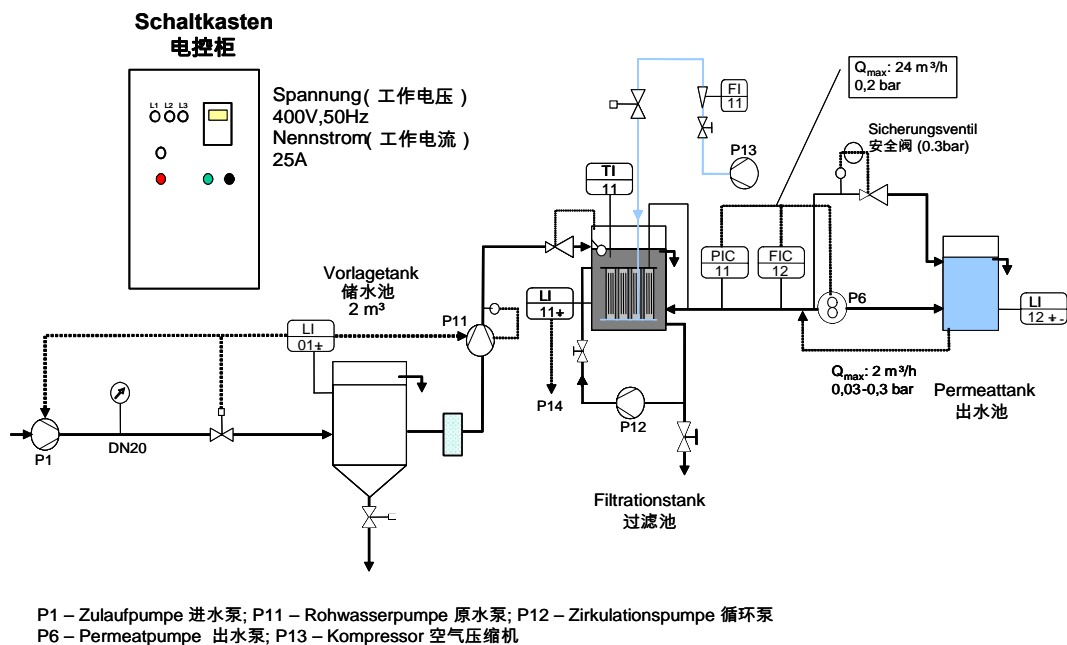 Schaltkasten
电控柜
L1 L2 L3
Spannung( 工作电压)
400V,50Hz
Nennstrom( 工作电流)
25A
Qmax: 24 m³/h
0,2 bar
FI
11
P13
Sicherungsventil
安全阀 (0.3bar)
TI
11
PIC
11
FIC
12
P6
LI
12 + -
Vorlagetank
储水池
2 m³
LI
01+
P11
LI
11+
P14
P12
Qmax: 2 m³/h
0,03-0,3 bar
Permeattank
出水池
P1
DN20
Filtrationstank
过滤池
P1 – Zulaufpumpe 进水泵; P11 – Rohwasserpumpe 原水泵; P12 – Zirkulationspumpe 循环泵
P6 – Permeatpumpe 出水泵; P13 – Kompressor 空气压缩机